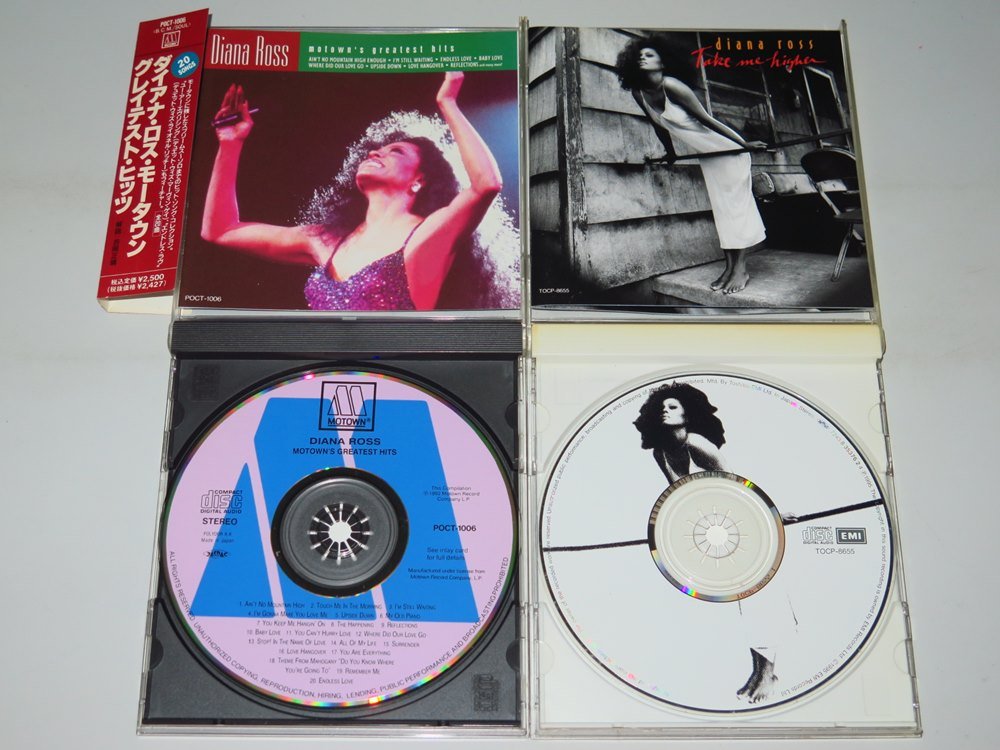 POCT-1006
(B.C.M./SOUL)
20
SONGS
ダイアナ・ロス・モータウン
グレイテスト・ヒッツ
税込定価¥2,500
(税抜価格¥2,427)
Diana Ross
motown's greatest hits
AIN'T NO MOUNTAIN HIGH ENOUGH • I'M STILL WAITING • ENDLESS LOVE • BABY LOVE
WHERE DID OUR LOVE GO • UPSIDE DOWN • LOVE HANGOVER • REFLECTIONS and many more!
POCT-1006
diana ross
Take me higher
TOCP-8655
MOTOWN®
DIANA ROSS
MOTOWN'S GREATEST HITS
COMPACT
disc
DIGITAL AUDIO
STEREO
Made in Japan
This Compilation
℗ 1992 Motown Record
Company L.P.
POCT-1006
See inlay card
for full details
Manufactured under license from
Motown Record Company, L.P.
1 AIN'T NO MOUNTAIN HIGH 2 TOUCH ME IN THE MORNING 3 I'M STILL WAITING
4 I'M GONNA MAKE YOU LOVE ME 5 UPSIDE DOWN 6 MY OLD PIANO
7 YOU KEEP ME HANGIN' ON 8 THE HAPPENING 9 REFLECTIONS
10 BABY LOVE 11 YOU CAN'T HURRY LOVE 12 WHERE DID OUR LOVE GO
13 STOP! IN THE NAME OF LOVE 14 ALL OF MY LIFE 15 SURRENDER
16 LOVE HANGOVER 17 YOU ARE EVERYTHING
18 THEME FROM MAHOGANY "DO YOU KNOW WHERE
YOU'RE GOING TO" 19 REMEMBER ME
20 ENDLESS LOVE
ALL RIGHTS RESERVED. UNAUTHORIZED COPYING, REPRODUCTION, HIRING, LENDING, PUBLIC PERFORMANCE AND BROADCASTING PROHIBITED
COMPACT
disc
DIGITAL AUDIO
EMI
TOCP-8655